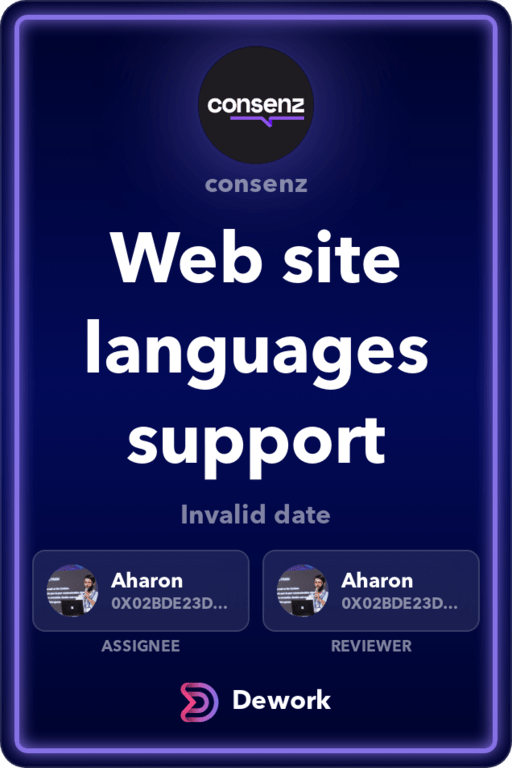 consenz
consenz
Web site
languages
support
Invalid date
Aharon
0X02BDE23D...
ASSIGNEE
Aharon
0X02BDE23D...
REVIEWER
Dework